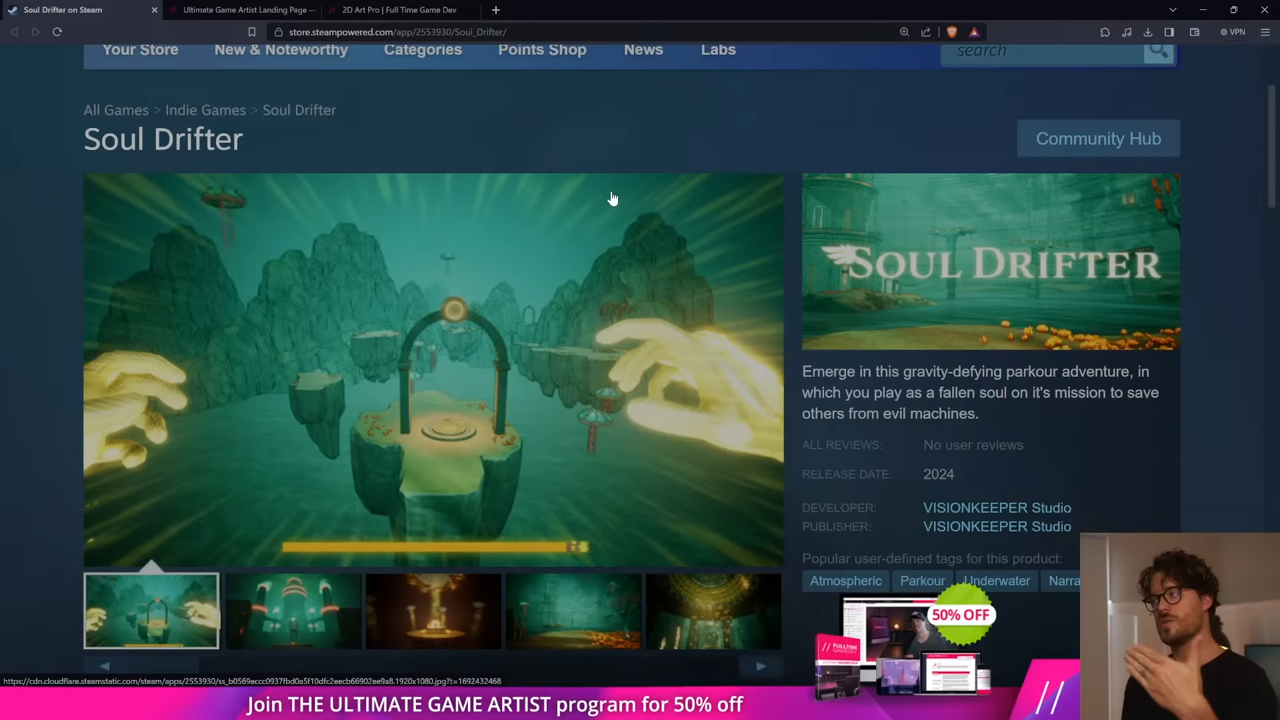 Soul Drifter on Steam
Ultimate Game Artist Landing Page —
2D Art Pro | Full Time Game Dev
store.steampowered.com/app/2553930/Soul_Drifter/
VPN
Your Store
New & Noteworthy
Categories
Points Shop
News
Labs
search
All Games > Indie Games > Soul Drifter
Soul Drifter
Community Hub
SOUL DRIFTER
Emerge in this gravity-defying parkour adventure, in
which you play as a fallen soul on it's mission to save
others from evil machines.
ALL REVIEWS: No user reviews
RELEASE DATE: 2024
DEVELOPER: VISIONKEEPER Studio
PUBLISHER: VISIONKEEPER Studio
Popular user-defined tags for this product:
Atmospheric
Parkour
Underwater
Narra
50% OFF
Join THE ULTIMATE GAME ARTIST program for 50% off